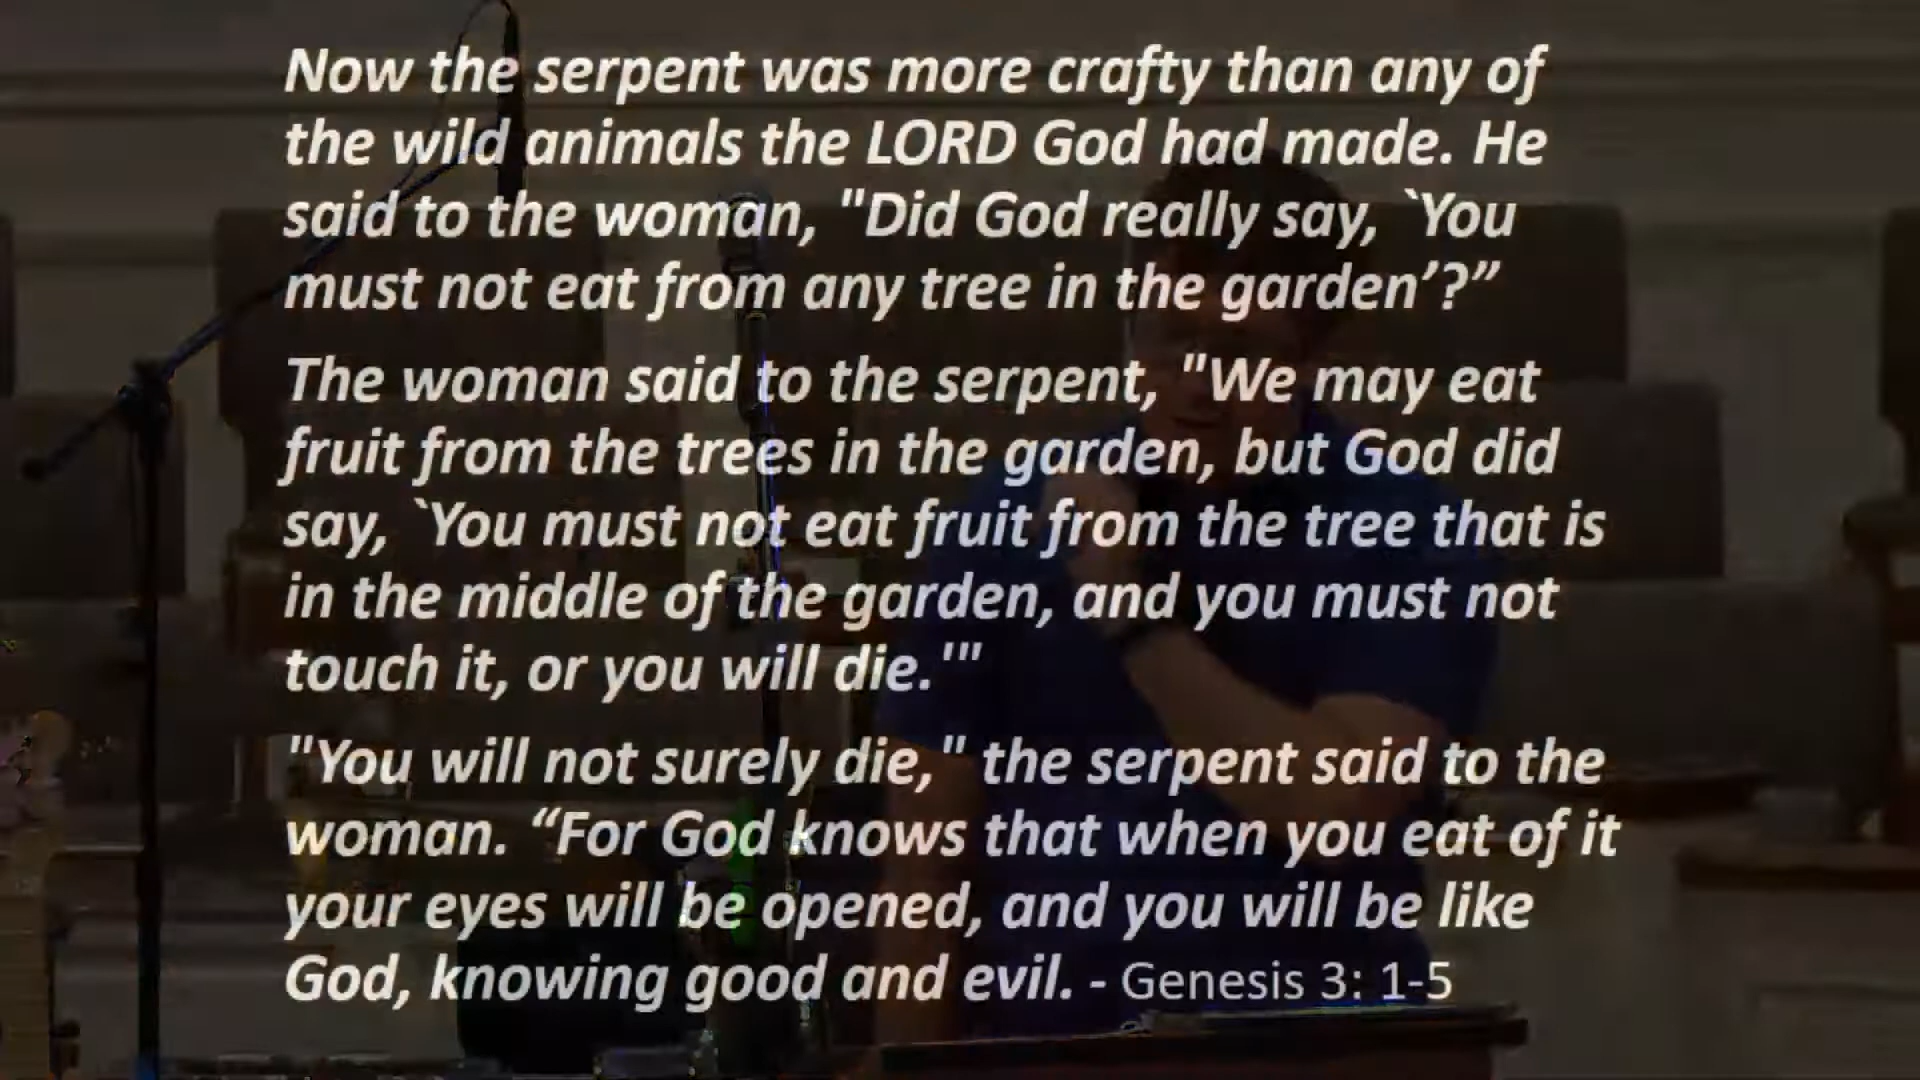 Now the serpent was more crafty than any of
the wild animals the LORD God had made. He
said to the woman, "Did God really say, `You
must not eat from any tree in the garden’?”
The woman said to the serpent, "We may eat
fruit from the trees in the garden, but God did
say, `You must not eat fruit from the tree that is
in the middle of the garden, and you must not
touch it, or you will die.'"
"You will not surely die," the serpent said to the
woman. “For God knows that when you eat of it
your eyes will be opened, and you will be like
God, knowing good and evil. - Genesis 3: 1-5